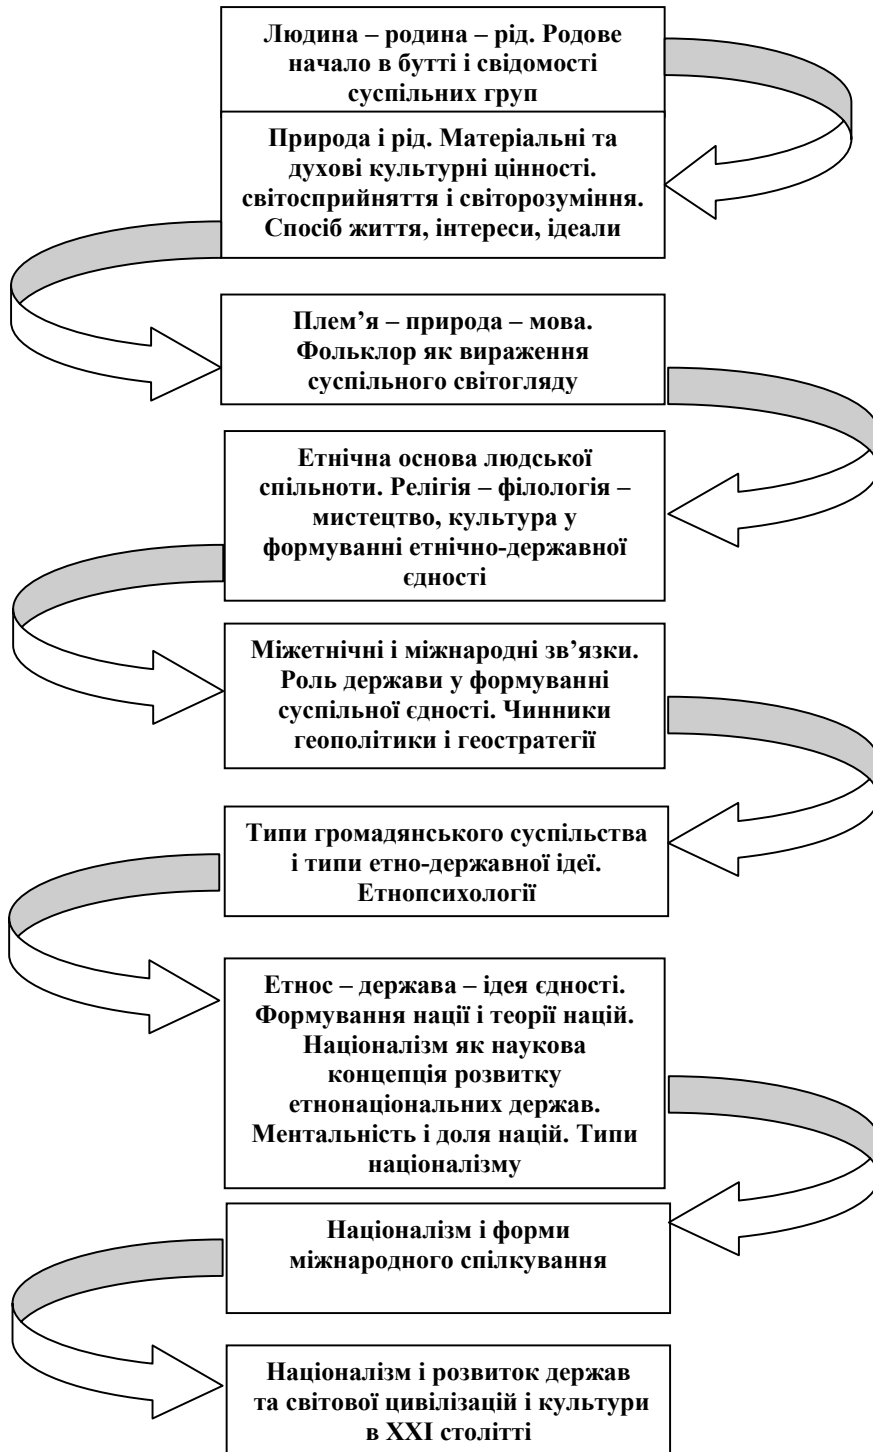 Людина – родина – рід. Родове
начало в бутті і свідомості
суспільних груп
Природа і рід. Матеріальні та
духові культурні цінності.
світосприйняття і світорозуміння.
Спосіб життя, інтереси, ідеали
Плем’я – природа – мова.
Фольклор як вираження
суспільного світогляду
Етнічна основа людської
спільноти. Релігія – філологія –
мистецтво, культура у
формуванні етнічно-державної
єдності
Міжетнічні і міжнародні зв’язки.
Роль держави у формуванні
суспільної єдності. Чинники
геополітики і геостратегії
Типи громадянського суспільства
і типи етно-державної ідеї.
Етнопсихології
Етнос – держава – ідея єдності.
Формування нації і теорії націй.
Націоналізм як наукова
концепція розвитку
етнонаціональних держав.
Ментальність і доля націй. Типи
націоналізму
Націоналізм і форми
міжнародного спілкування
Націоналізм і розвиток держав
та світової цивілізацій і культури
в XXI столітті